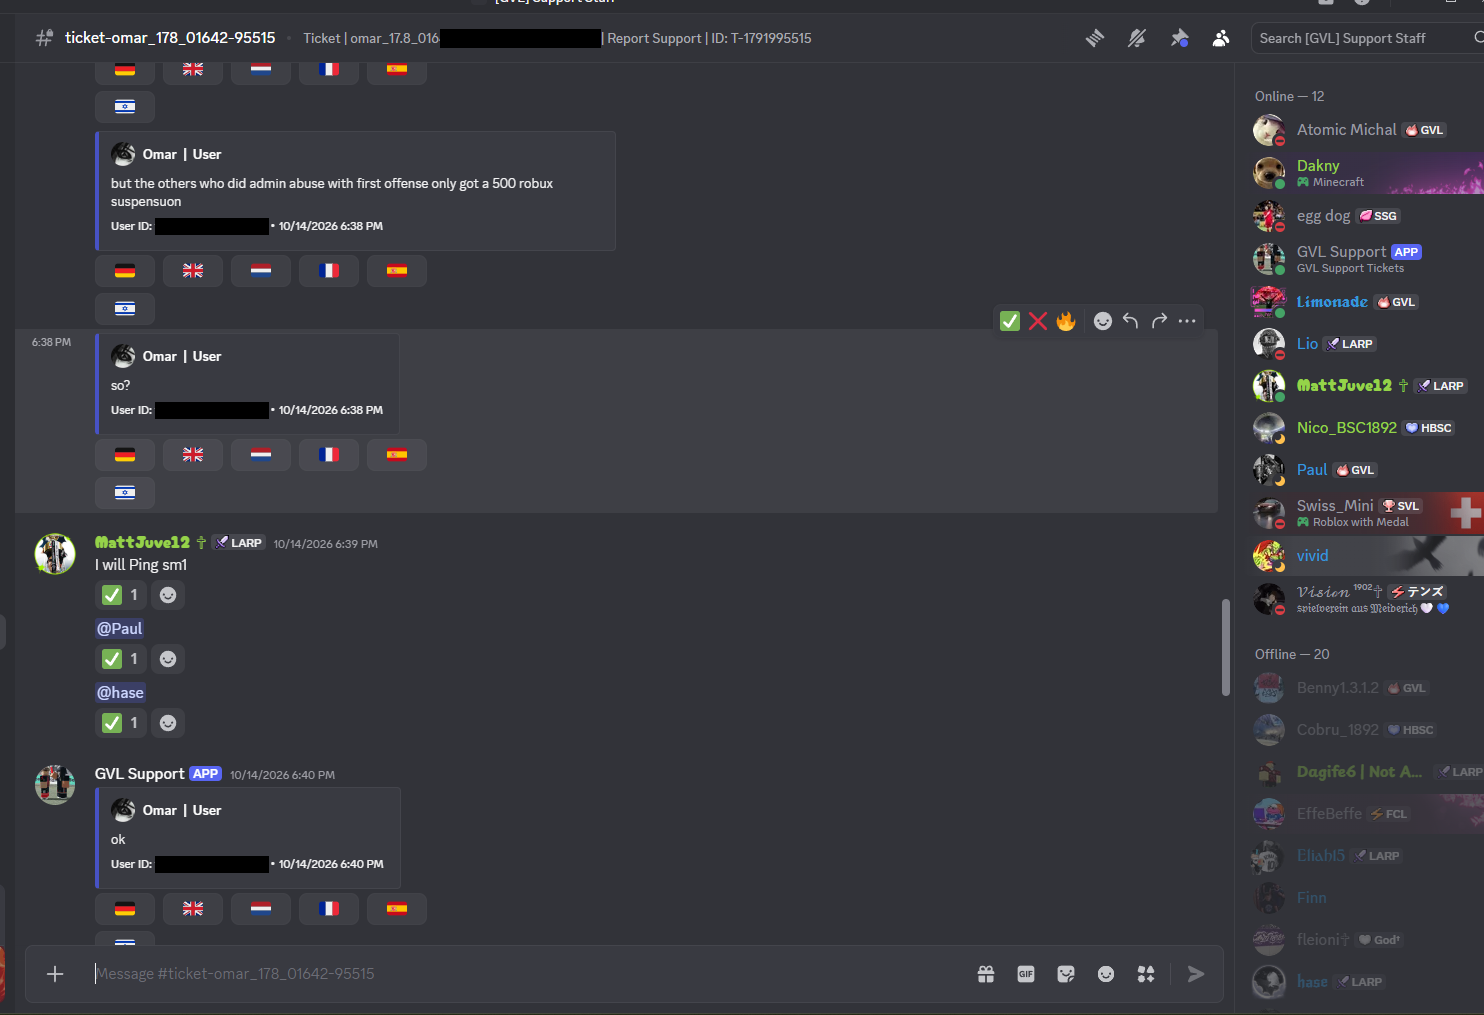 ticket-omar_178_01642-95515
Ticket | omar_17.8_016
| Report Support | ID: T-1791995515
Search [GVL] Support Staff
Omar | User
but the others who did admin abuse with first offense only got a 500 robux
suspensuon
User ID:
• 10/14/2026 6:38 PM
6:38 PM
Omar | User
so?
User ID:
• 10/14/2026 6:38 PM
MattJuve12 ✝ LARP 10/14/2026 6:39 PM
I will Ping sm1
1
@Paul
1
@hase
1
GVL Support APP 10/14/2026 6:40 PM
Omar | User
ok
User ID:
• 10/14/2026 6:40 PM
Message #ticket-omar_178_01642-95515
GIF
Online — 12
Atomic Michal GVL
Dakny
Minecraft
egg dog SSG
GVL Support APP
GVL Support Tickets
Limonade GVL
Lio LARP
MattJuve12 ✝ LARP
Nico_BSC1892 HBSC
Paul GVL
Swiss_Mini SVL
Roblox with Medal
vivid
𝓥𝓲𝓼𝓲𝓸𝓷 ¹⁹⁰²✝ テンズ
𝔰𝔭𝔦𝔢𝔩𝔳𝔢𝔯𝔢𝔦𝔫 𝔞𝔲𝔰 𝔐𝔢𝔦𝔡𝔢𝔯𝔦𝔠𝔥
Offline — 20
Benny1.3.1.2 GVL
Cobru_1892 HBSC
Dagife6 | Not A... LARP
EffeBeffe FCL
Eliah15 LARP
Finn
fleioni✝ God†
hase LARP